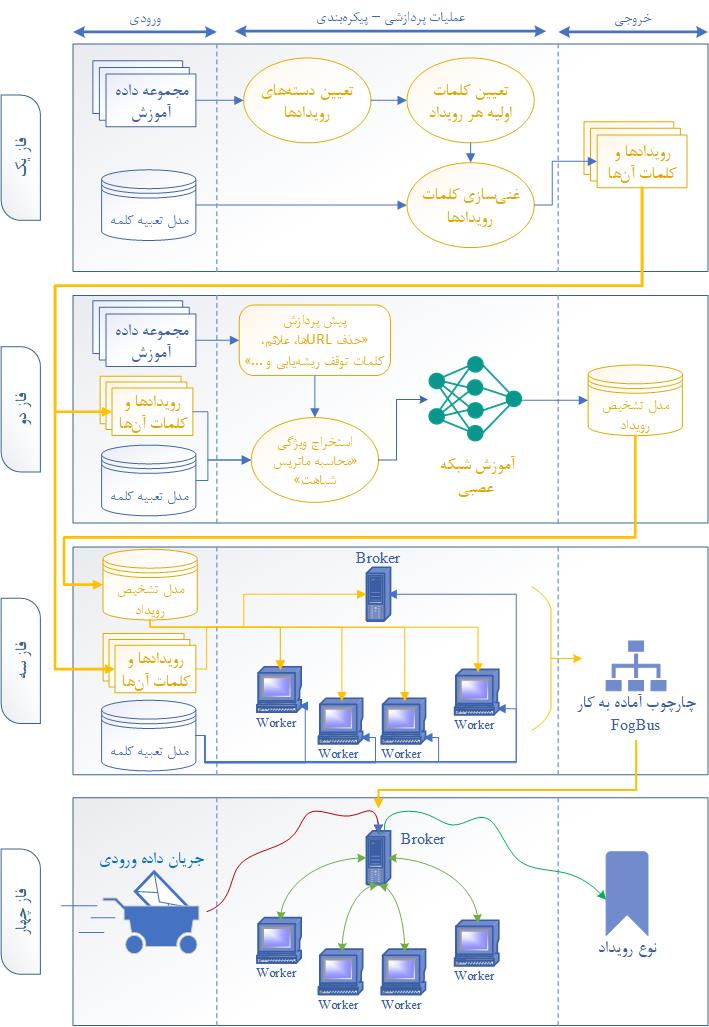 ورودی
عملیات پردازشی – پیکره‌بندی
خروجی
فاز یک
مجموعه داده
آموزش
تعیین دسته‌های
رویدادها
تعیین کلمات
اولیه هر رویداد
مدل تعبیه کلمه
غنی‌سازی کلمات
رویدادها
رویدادها و
کلمات آن‌ها
فاز دو
مجموعه داده
آموزش
رویدادها و
کلمات آن‌ها
مدل تعبیه کلمه
پیش پردازش
«حذف URLها، علائم،
کلمات توقف ریشه‌یابی و ...»
استخراج ویژگی
«محاسبه ماتریس
شباهت»
آموزش شبکه
عصبی
مدل تشخیص
رویداد
فاز سه
مدل تشخیص
رویداد
رویدادها و
کلمات آن‌ها
مدل تعبیه کلمه
Broker
Worker
Worker
Worker
Worker
چارچوب آماده به کار
FogBus
فاز چهار
جریان داده ورودی
Broker
Worker
Worker
Worker
Worker
نوع رویداد